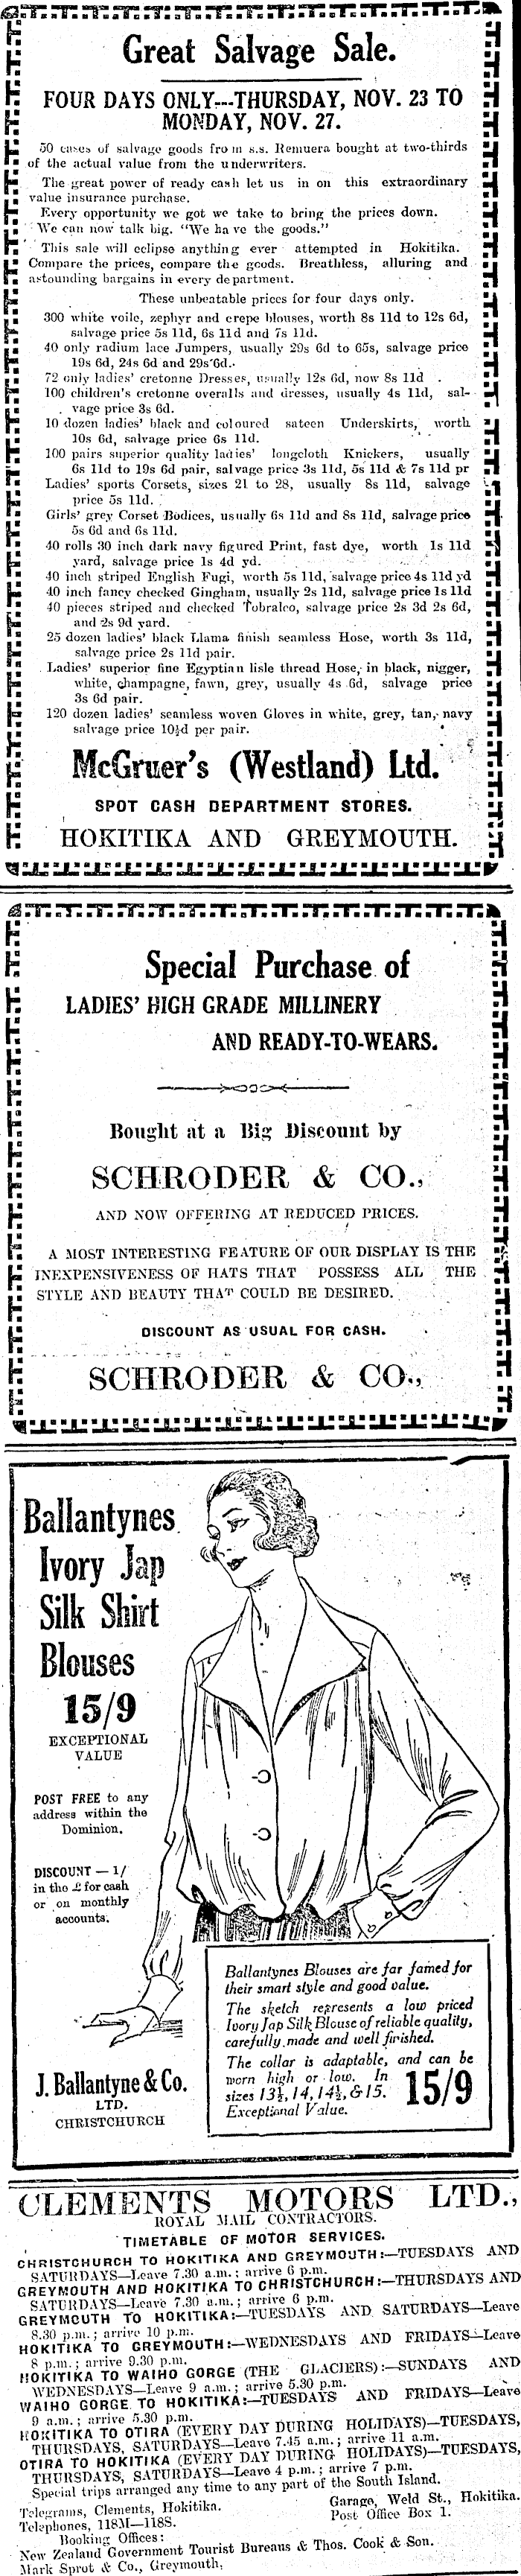 Great Salvage Sale.
FOUR DAYS ONLY---THURSDAY, NOV. 23 TO
MONDAY, NOV. 27.
50 cases of salvage goods from s.s. Remuera bought at two-thirds
of the actual value from the underwriters.
The great power of ready cash let us in on this extraordinary
value insurance purchase.
Every opportunity we got we take to bring the prices down.
We can now talk big. "We have the goods."
This sale will eclipse anything ever attempted in Hokitika.
Compare the prices, compare the goods. Breathless, alluring and
astounding bargains in every department.
These unbeatable prices for four days only.
300 white voile, zephyr and crepe blouses, worth 8s 11d to 12s 6d,
salvage price 5s 11d, 6s 11d and 7s 11d.
40 only radium lace Jumpers, usually 29s 6d to 65s, salvage price
19s 6d, 24s 6d and 29s 6d.
72 only ladies' cretonne Dresses, usually 12s 6d, now 8s 11d .
100 children's cretonne overalls and dresses, usually 4s 11d, sal-
vage price 3s 6d.
10 dozen ladies' black and coloured sateen Underskirts, worth
10s 6d, salvage price 6s 11d.
100 pairs superior quality ladies' longcloth Knickers, usually
6s 11d to 19s 6d pair, salvage price 3s 11d, 5s 11d & 7s 11d pr
Ladies' sports Corsets, sizes 21 to 28, usually 8s 11d, salvage
price 5s 11d.
Girls' grey Corset Bodices, usually 6s 11d and 8s 11d, salvage price
5s 6d and 6s 11d.
40 rolls 30 inch dark navy figured Print, fast dye, worth 1s 11d
yard, salvage price 1s 4d yd.
40 inch striped English Fugi, worth 5s 11d, salvage price 4s 11d yd
40 inch fancy checked Gingham, usually 2s 11d, salvage price 1s 11d
40 pieces striped and checked Tobralco, salvage price 2s 3d 2s 6d,
and 2s 9d yard.
25 dozen ladies' black Llama finish seamless Hose, worth 3s 11d,
salvage price 2s 11d pair.
Ladies' superior fine Egyptian lisle thread Hose, in black, nigger,
white, champagne, fawn, grey, usually 4s 6d, salvage price
3s 6d pair.
120 dozen ladies' seamless woven Gloves in white, grey, tan, navy
salvage price 10½d per pair.
McGruer's (Westland) Ltd.
SPOT CASH DEPARTMENT STORES.
HOKITIKA AND GREYMOUTH.
Special Purchase of
LADIES' HIGH GRADE MILLINERY
AND READY-TO-WEARS.
Bought at a Big Discount by
SCHRODER & CO.,
AND NOW OFFERING AT REDUCED PRICES.
A MOST INTERESTING FEATURE OF OUR DISPLAY IS THE
INEXPENSIVENESS OF HATS THAT POSSESS ALL THE
STYLE AND BEAUTY THAT COULD BE DESIRED.
DISCOUNT AS USUAL FOR CASH.
SCHRODER & CO.,
Ballantynes
Ivory Jap
Silk Shirt
Blouses
15/9
EXCEPTIONAL
VALUE
POST FREE to any
address within the
Dominion.
DISCOUNT — 1/
in the £ for cash
or on monthly
accounts.
J. Ballantyne & Co.
LTD.
CHRISTCHURCH
Ballantynes Blouses are far famed for
their smart style and good value.
The sketch represents a low priced
Ivory Jap Silk Blouse of reliable quality,
carefully made and well finished.
The collar is adaptable, and can be
worn high or low. In
sizes 13½, 14, 14½, & 15.
Exceptional Value.
15/9
CLEMENTS MOTORS LTD.,
ROYAL MAIL CONTRACTORS.
TIMETABLE OF MOTOR SERVICES.
CHRISTCHURCH TO HOKITIKA AND GREYMOUTH:—TUESDAYS AND
SATURDAYS—Leave 7.30 a.m.; arrive 6 p.m.
GREYMOUTH AND HOKITIKA TO CHRISTCHURCH:—THURSDAYS AND
SATURDAYS—Leave 7.30 a.m.; arrive 6 p.m.
GREYMOUTH TO HOKITIKA:—TUESDAYS AND SATURDAYS—Leave
8.30 p.m.; arrive 10 p.m.
HOKITIKA TO GREYMOUTH:—WEDNESDAYS AND FRIDAYS—Leave
8 p.m.; arrive 9.30 p.m.
HOKITIKA TO WAIHO GORGE (THE GLACIERS):—SUNDAYS AND
WEDNESDAYS—Leave 9 a.m.; arrive 5.30 p.m.
WAIHO GORGE TO HOKITIKA:—TUESDAYS AND FRIDAYS—Leave
9 a.m.; arrive 5.30 p.m.
HOKITIKA TO OTIRA (EVERY DAY DURING HOLIDAYS)—TUESDAYS,
THURSDAYS, SATURDAYS—Leave 7.45 a.m.; arrive 11 a.m.
OTIRA TO HOKITIKA (EVERY DAY DURING HOLIDAYS)—TUESDAYS,
THURSDAYS, SATURDAYS—Leave 4 p.m.; arrive 7 p.m.
Special trips arranged any time to any part of the South Island.
Telegrams, Clements, Hokitika. Garage, Weld St., Hokitika.
Telephones, 118M—118S. Post Office Box 1.
Booking Offices:
New Zealand Government Tourist Bureaus & Thos. Cook & Son.
Mark Sprot & Co., Greymouth.